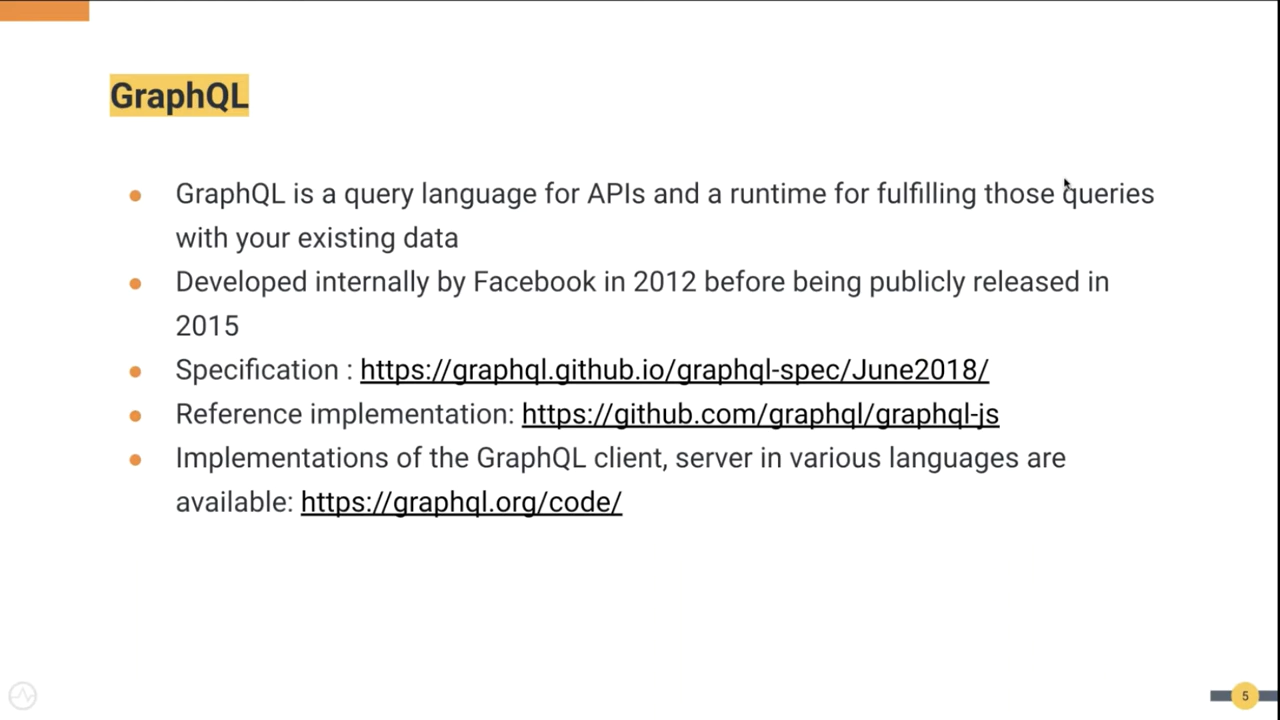 GraphQL
GraphQL is a query language for APIs and a runtime for fulfilling those queries
with your existing data
Developed internally by Facebook in 2012 before being publicly released in
2015
Specification : https://graphql.github.io/graphql-spec/June2018/
Reference implementation: https://github.com/graphql/graphql-js
Implementations of the GraphQL client, server in various languages are
available: https://graphql.org/code/
5